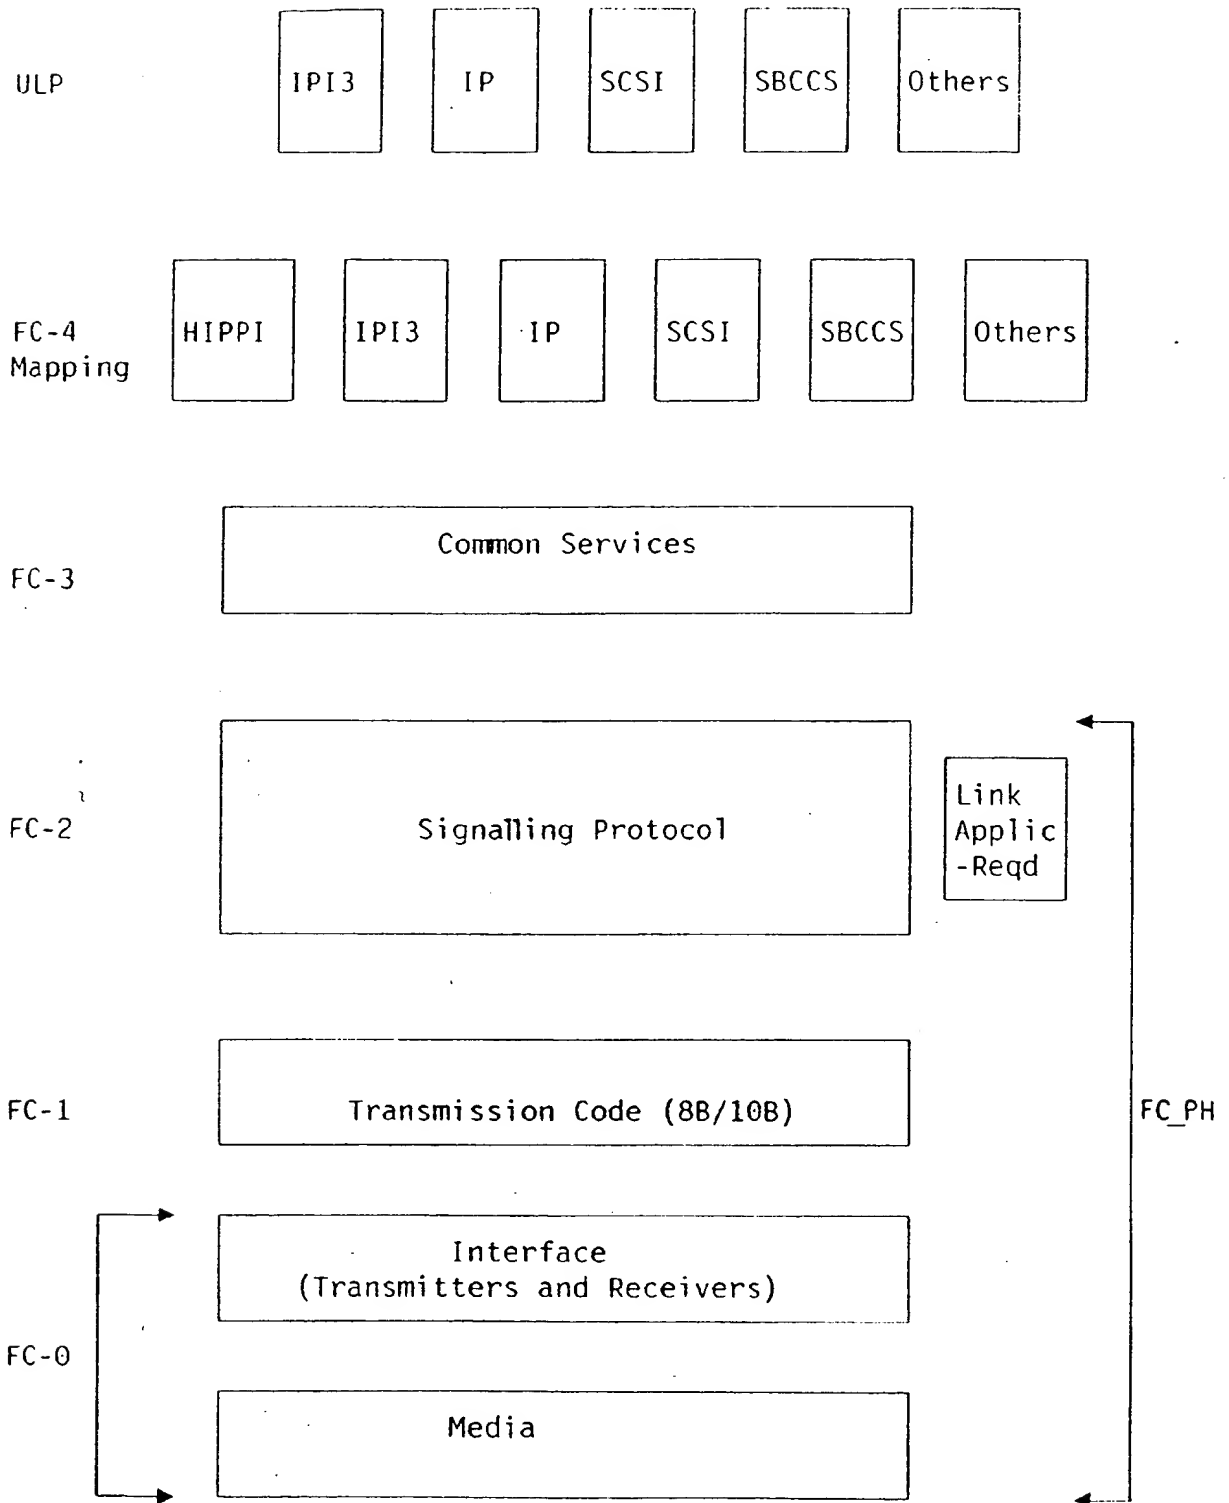 ULP
IPI3
IP
SCSI
SBCCS
Others
FC-4
Mapping
HIPPI
IPI3
IP
SCSI
SBCCS
Others
Common Services
FC-3
FC-2
Signalling Protocol
Link
Applic
-Reqd
FC-1
Transmission Code (8B/10B)
FC_PH
Interface
(Transmitters and Receivers)
FC-0
Media